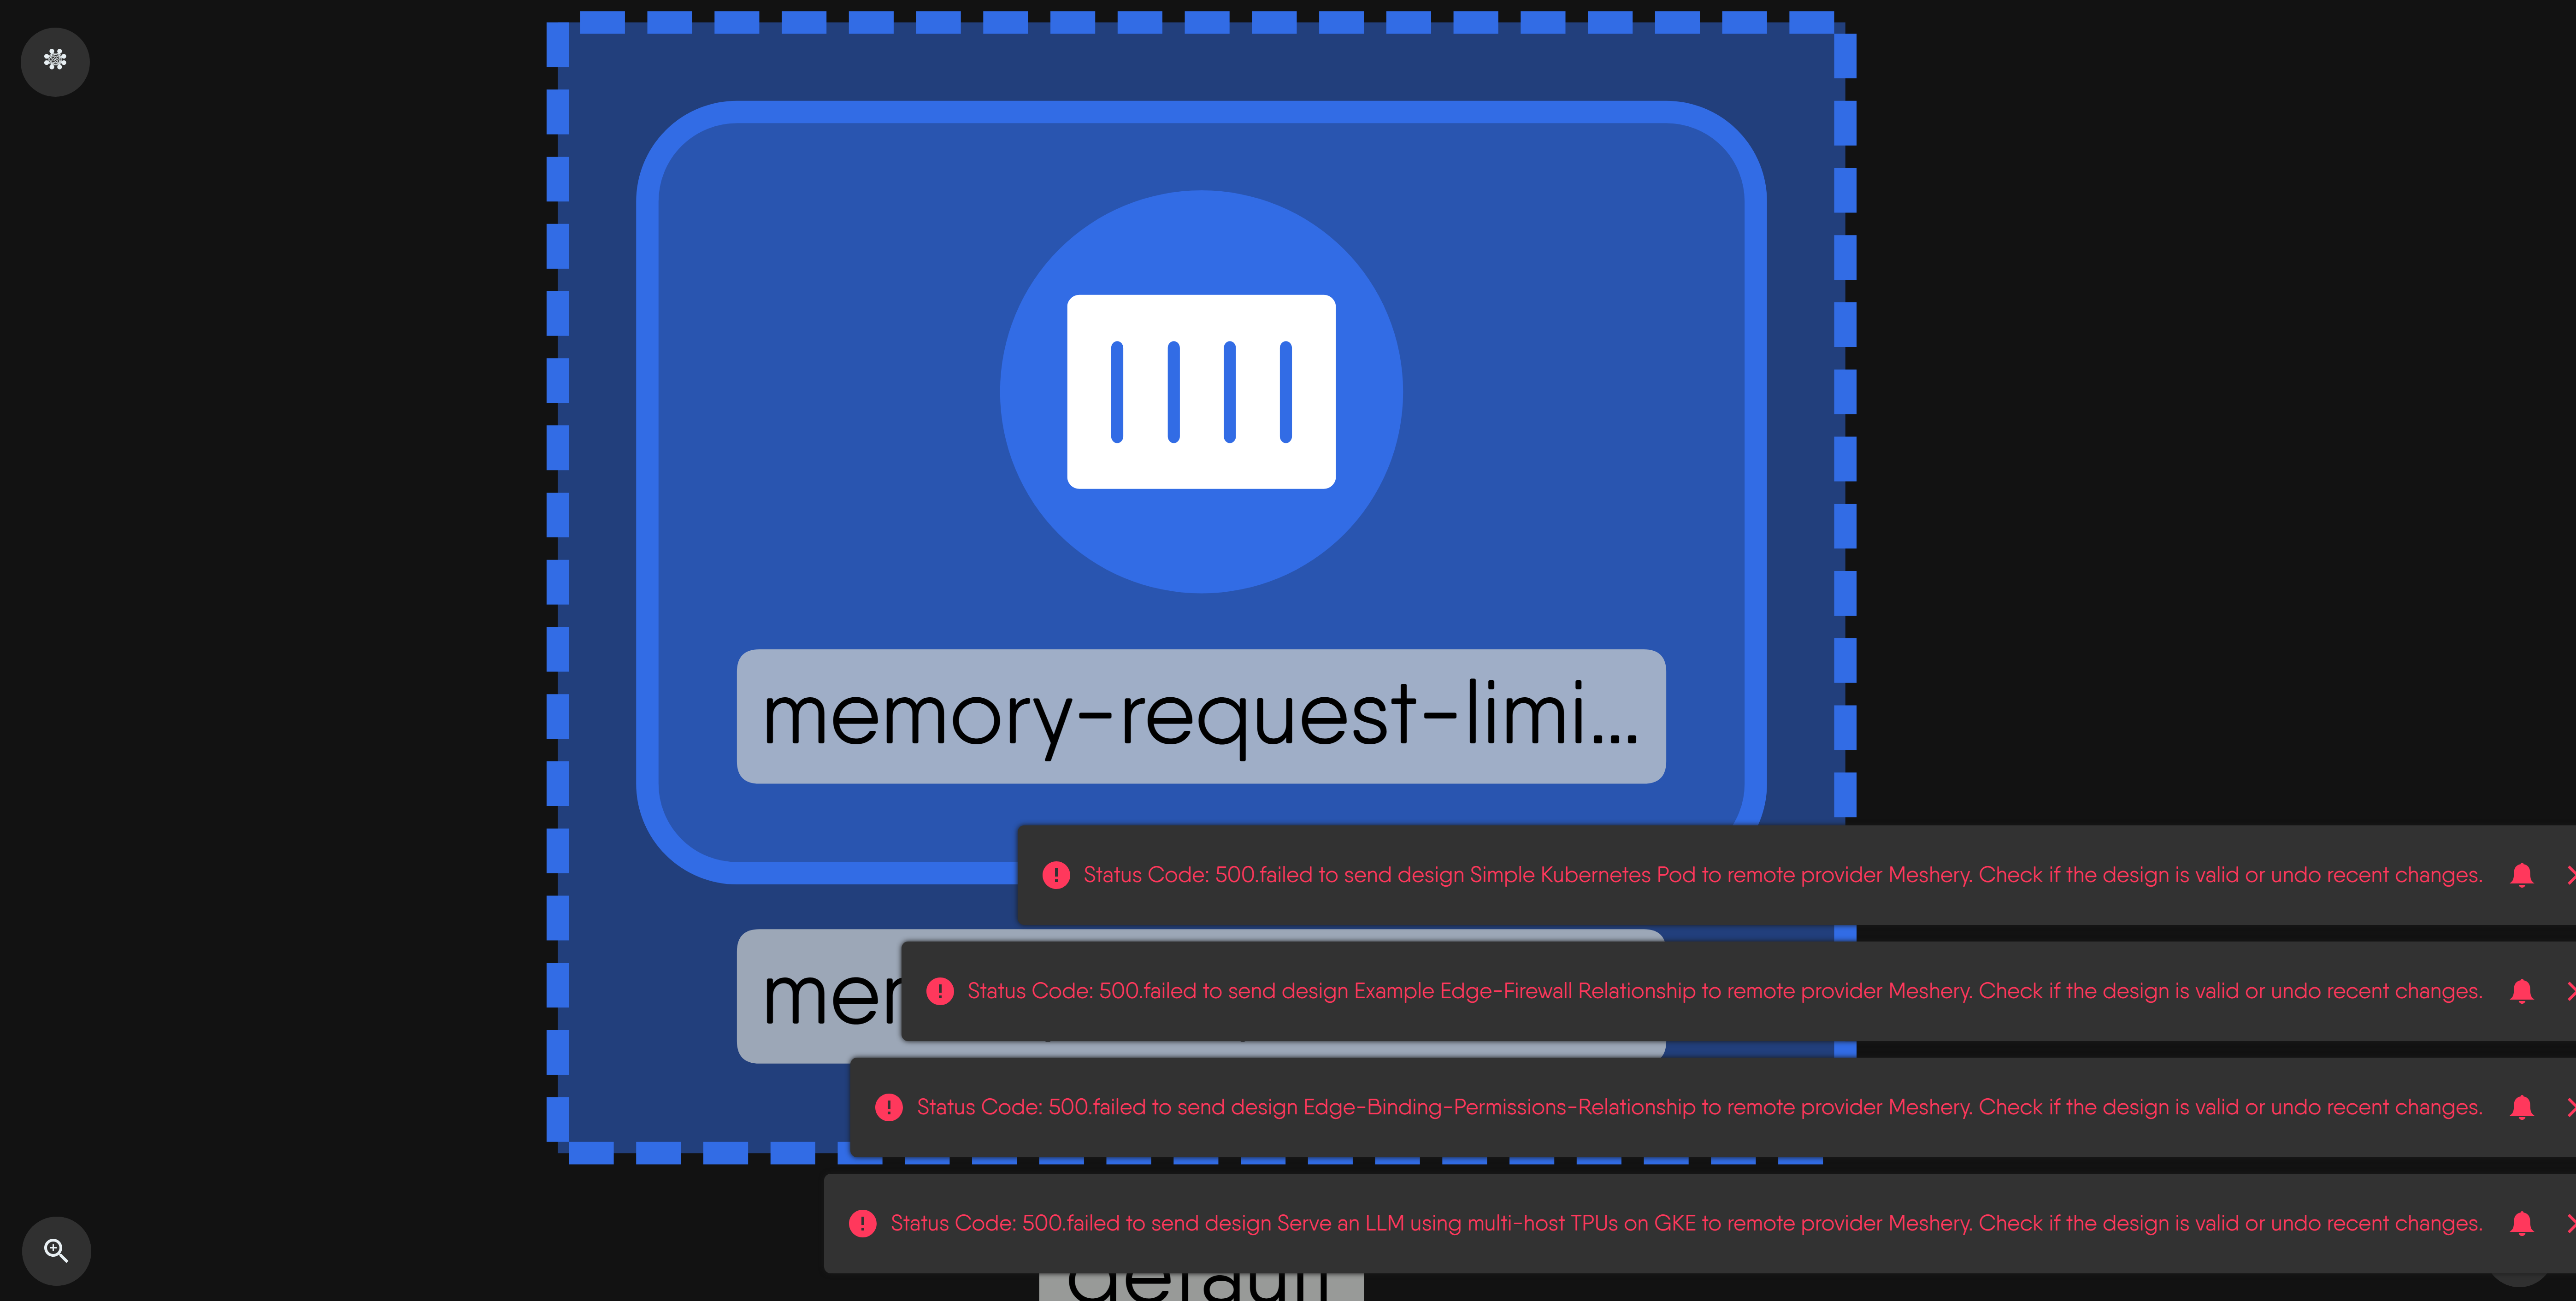 memory-request-limi...
Status Code: 500.failed to send design Simple Kubernetes Pod to remote provider Meshery. Check if the design is valid or undo recent changes.
Status Code: 500.failed to send design Example Edge-Firewall Relationship to remote provider Meshery. Check if the design is valid or undo recent changes.
Status Code: 500.failed to send design Edge-Binding-Permissions-Relationship to remote provider Meshery. Check if the design is valid or undo recent changes.
Status Code: 500.failed to send design Serve an LLM using multi-host TPUs on GKE to remote provider Meshery. Check if the design is valid or undo recent changes.
default